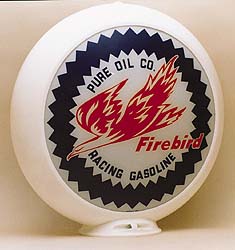 PURE OIL CO.
Firebird
RACING GASOLINE